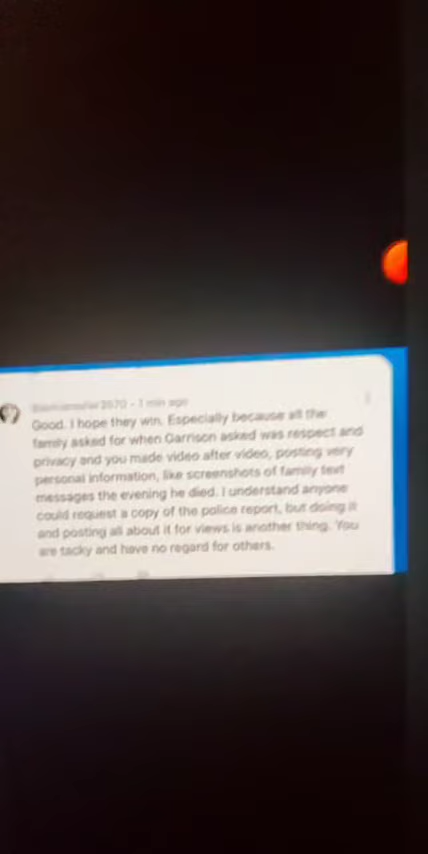 - 1 min ago
Good. I hope they win. Especially because all the
family asked for when Garrison asked was respect and
privacy and you made video after video, posting very
personal information, like screenshots of family text
messages the evening he died. I understand anyone
could request a copy of the police report, but doing it
and posting all about it for views is another thing. You
are tacky and have no regard for others.